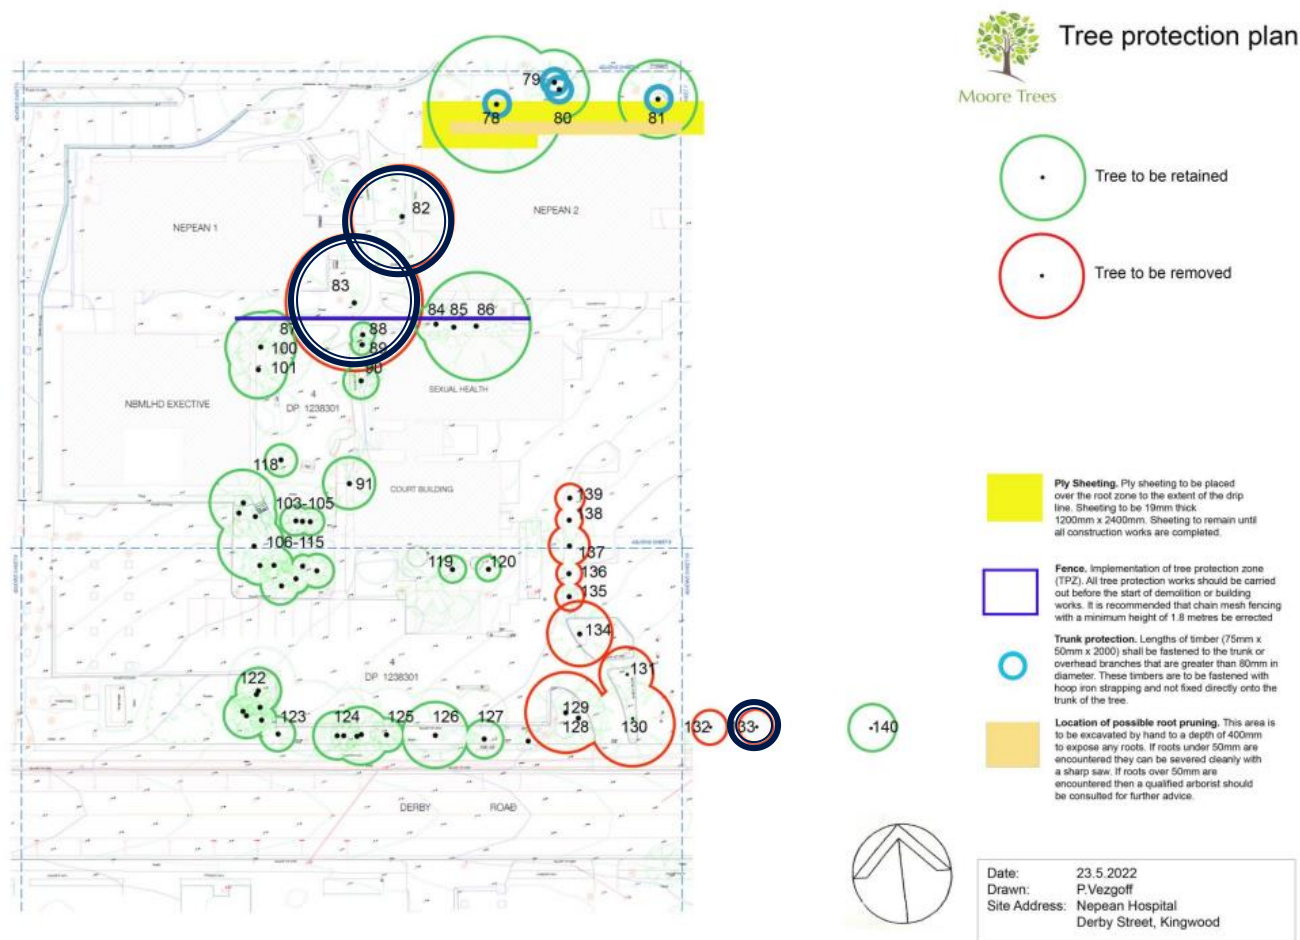 Tree protection plan
Moore Trees
Tree to be retained
Tree to be removed
79
78
80
81
82
NEPEAN 1
NEPEAN 2
83
84 85 86
87
88
100
89
101
90
4
DP 1238301
NBMLHD EXECTIVE
SEXUAL HEALTH
118
91
COURT BUILDING
103-105
139
138
106-115
137
119
120
136
135
134
4
DP 1238301
131
122
123
124
125
126
127
129
128
130
132
133
140
DERBY ROAD
Ply Sheeting. Ply sheeting to be placed
over the root zone to the extent of the drip
line. Sheeting to be 19mm thick
1200mm x 2400mm. Sheeting to remain until
all construction works are completed.
Fence. Implementation of tree protection zone
(TPZ). All tree protection works should be carried
out before the start of demolition or building
works. It is recommended that chain mesh fencing
with a minimum height of 1.8 metres be errected
Trunk protection. Lengths of timber (75mm x
50mm x 2000) shall be fastened to the trunk or
overhead branches that are greater than 80mm in
diameter. These timbers are to be fastened with
hoop iron strapping and not fixed directly onto the
trunk of the tree.
Location of possible root pruning. This area is
to be excavated by hand to a depth of 400mm
to expose any roots. If roots under 50mm are
encountered they can be severed cleanly with
a sharp saw. If roots over 50mm are
encountered then a qualified arborist should
be consulted for further advice.
Date: 23.5.2022
Drawn: P.Vezgoff
Site Address: Nepean Hospital
Derby Street, Kingwood